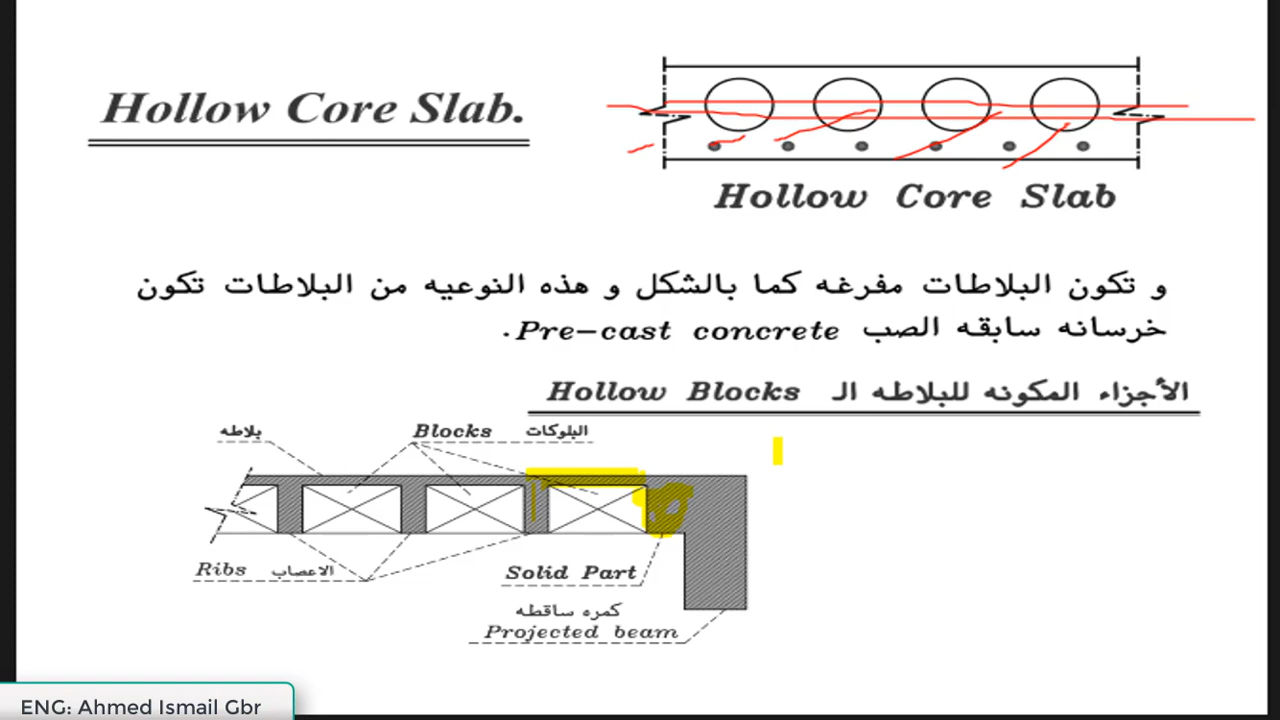 Hollow Core Slab.
Hollow Core Slab
و تكون البلاطات مفرغه كما بالشكل و هذه النوعيه من البلاطات تكون
خرسانه سابقه الصب Pre-cast concrete.
الأجزاء المكونه للبلاطه الـ Hollow Blocks
بلاطه
Blocks البلوكات
Ribs الاعصاب
Solid Part
كمره ساقطه
Projected beam
ENG: Ahmed Ismail Gbr